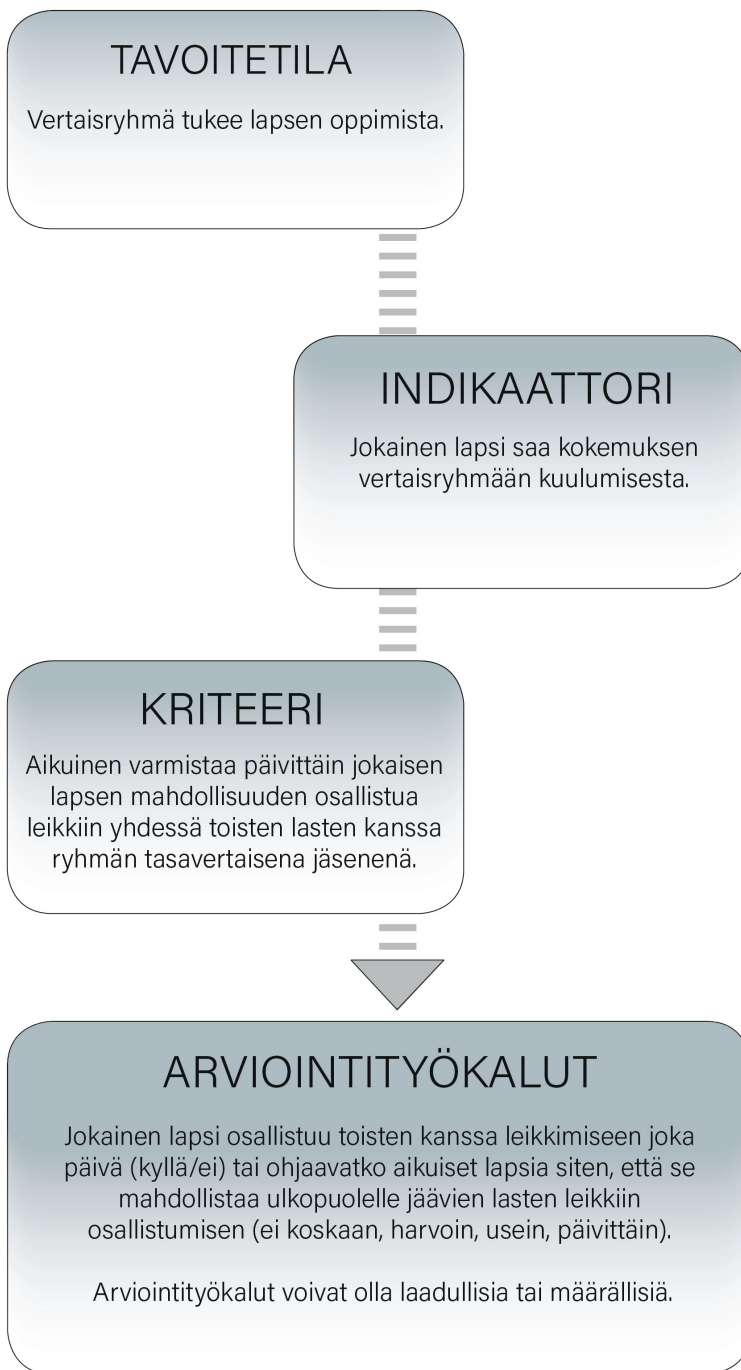 TAVOITETILA
Vertaisryhmä tukee lapsen oppimista.
INDIKAATTORI
Jokainen lapsi saa kokemuksen
vertaisryhmään kuulumisesta.
KRITEERI
Aikuinen varmistaa päivittäin jokaisen
lapsen mahdollisuuden osallistua
leikkiin yhdessä toisten lasten kanssa
ryhmän tasavertaisena jäsenenä.
ARVIOINTITYÖKALUT
Jokainen lapsi osallistuu toisten kanssa leikkimiseen joka
päivä (kyllä/ei) tai ohjaavatko aikuiset lapsia siten, että se
mahdollistaa ulkopuolelle jäävien lasten leikkiin
osallistumisen (ei koskaan, harvoin, usein, päivittäin).
Arviointityökalut voivat olla laadullisia tai määrällisiä.